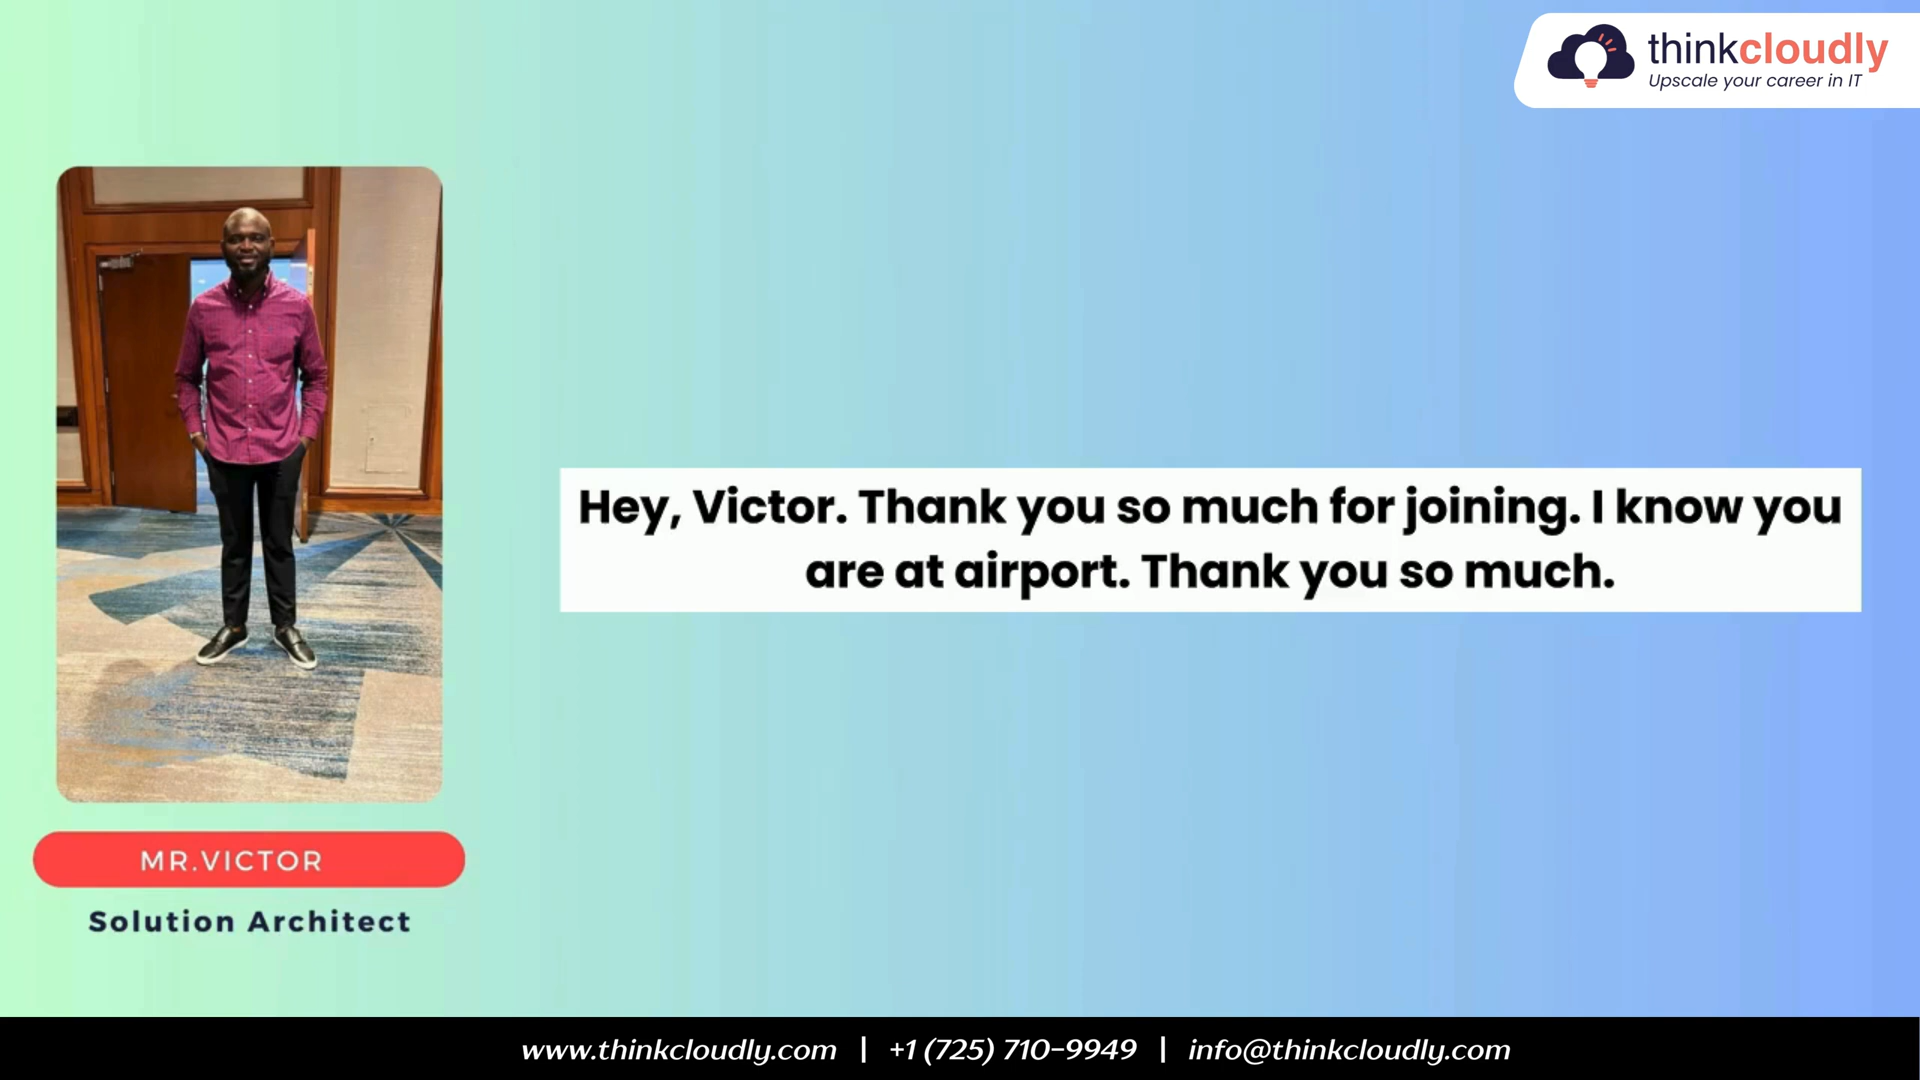 thinkcloudly
Upscale your career in IT
Hey, Victor. Thank you so much for joining. I know you
are at airport. Thank you so much.
MR.VICTOR
Solution Architect
www.thinkcloudly.com | +1 (725) 710-9949 | info@thinkcloudly.com